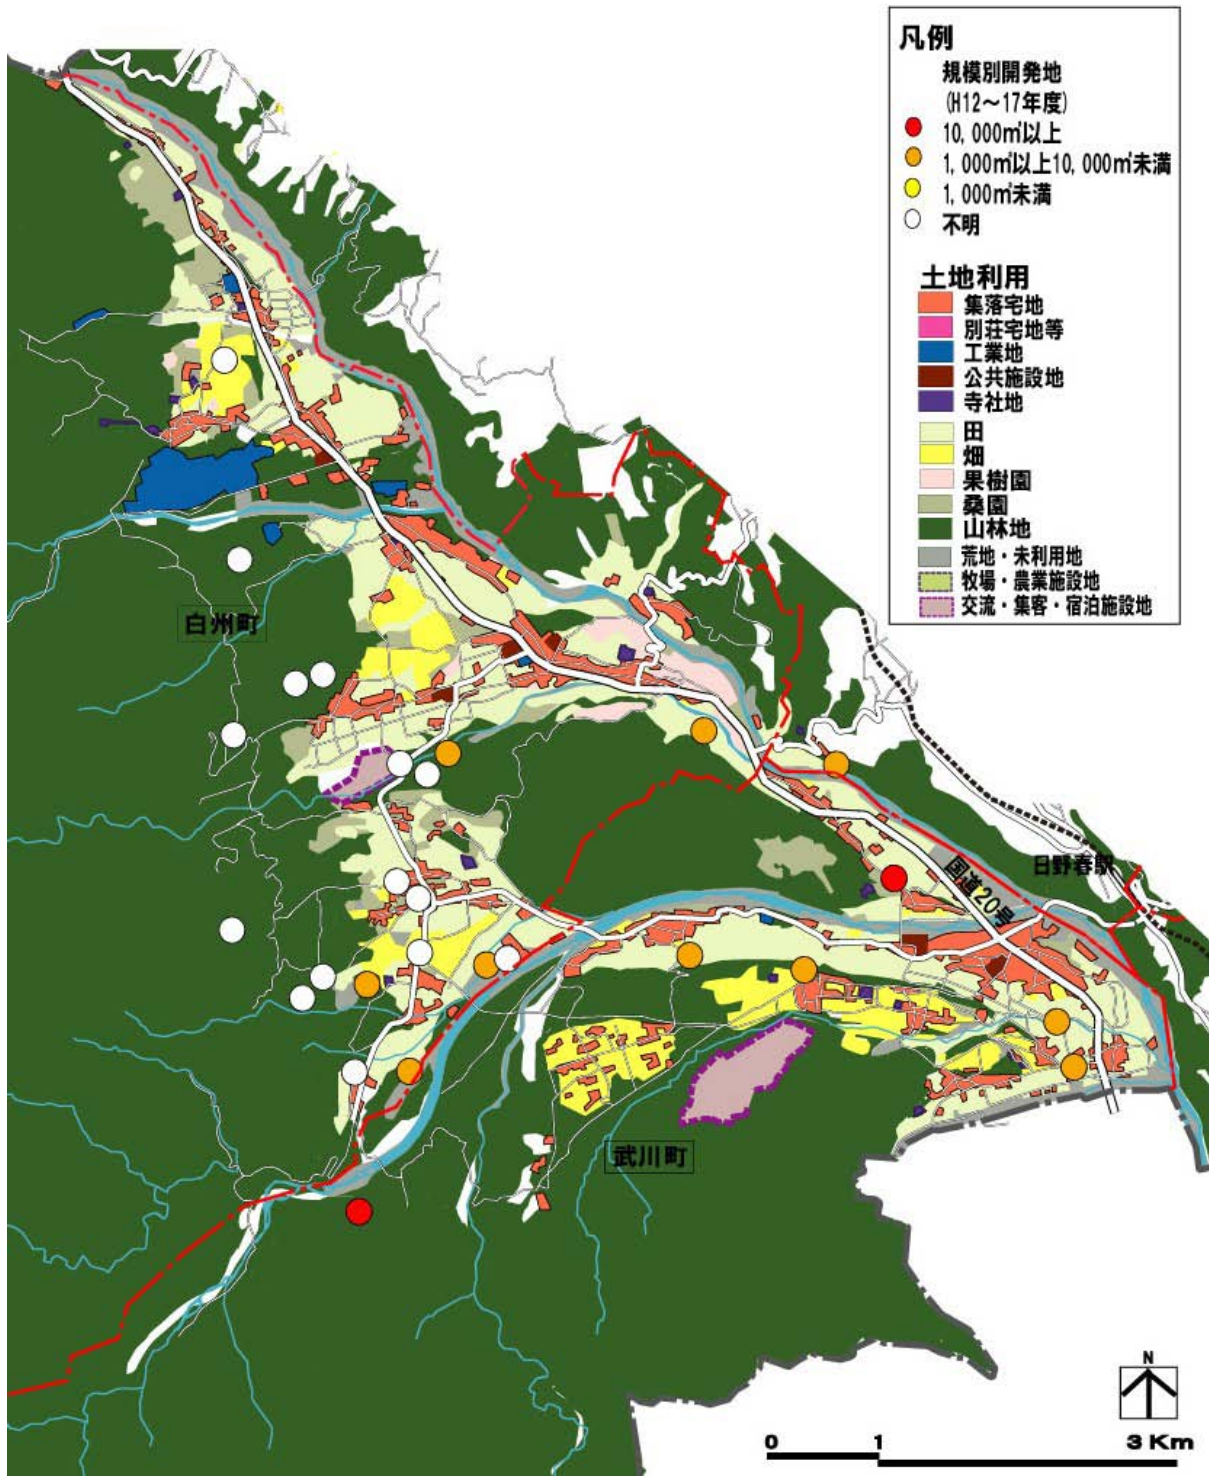 凡例
規模別開発地
(H12～17年度)
10,000㎡以上
1,000㎡以上10,000㎡未満
1,000㎡未満
不明
土地利用
集落宅地
別荘宅地等
工業地
公共施設地
寺社地
田
畑
果樹園
桑園
山林地
荒地・未利用地
牧場・農業施設地
交流・集客・宿泊施設地
白州町
日野春駅
国道20号
武川町
N
0 1 3Km